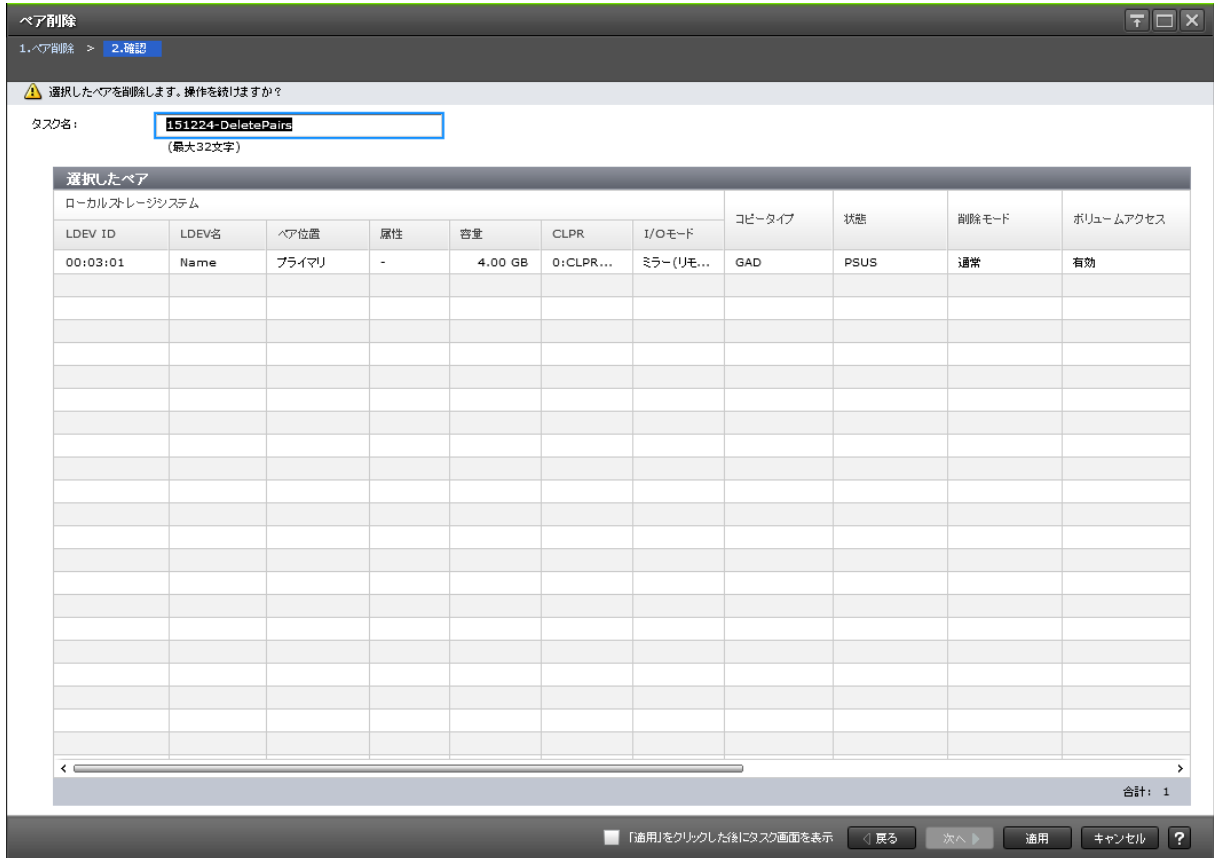 ペア削除
1.ペア削除 > 2.確認
選択したペアを削除します。操作を続けますか?
タスク名: 151224-DeletePairs
(最大32文字)
選択したペア
ローカルストレージシステム コピータイプ 状態 削除モード ボリュームアクセス
LDEV ID LDEV名 ペア位置 属性 容量 CLPR I/Oモード
00:03:01 Name プライマリ - 4.00 GB 0:CLPR... ミラー(リモ... GAD PSUS 通常 有効
合計: 1
「適用」をクリックした後にタスク画面を表示 戻る 次へ 適用 キャンセル ?